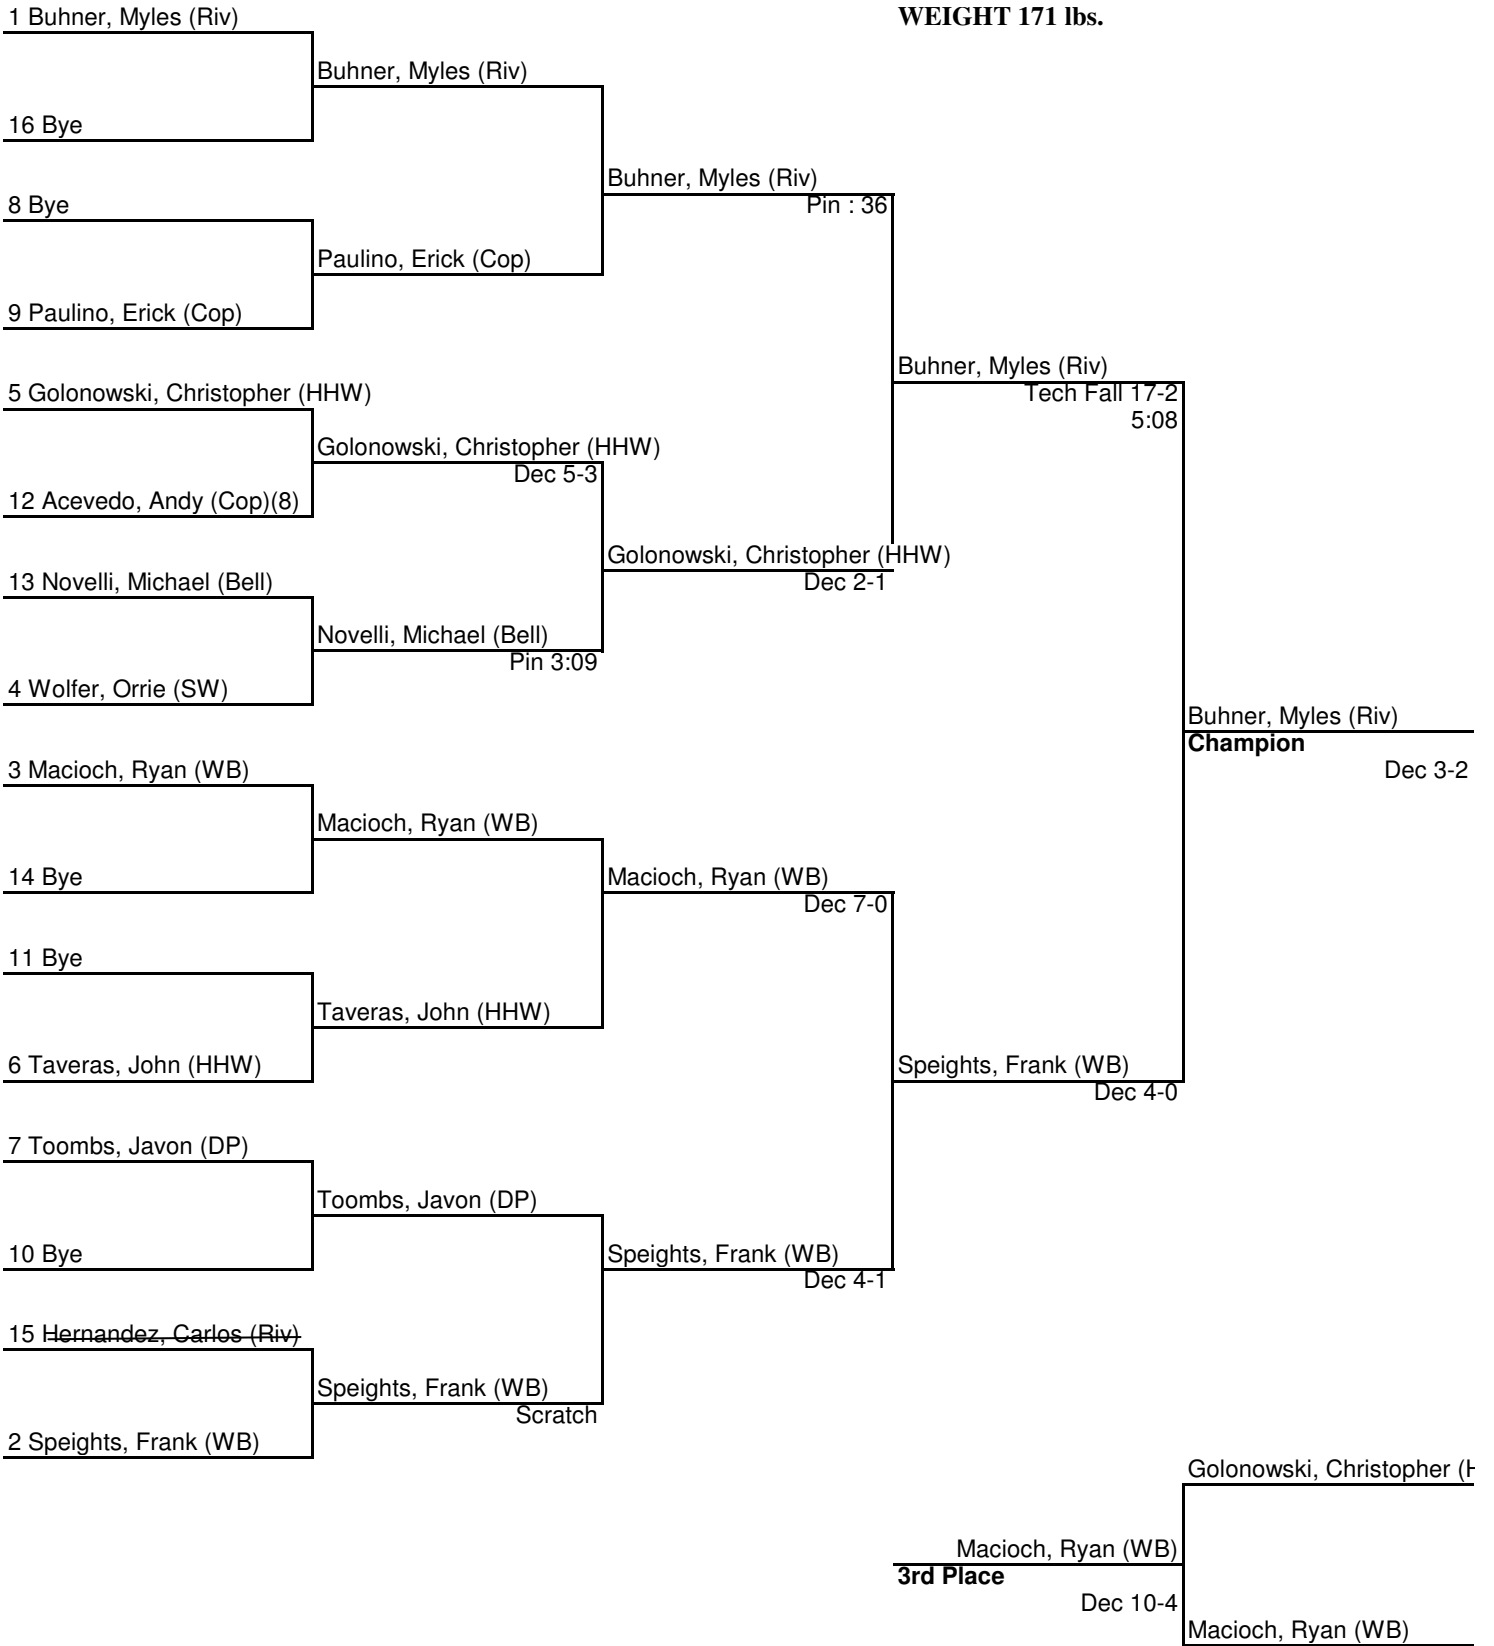 1 Buhner, Myles (Riv)
WEIGHT 171 lbs.
Buhner, Myles (Riv)
16 Bye
Buhner, Myles (Riv)
Pin : 36
8 Bye
Paulino, Erick (Cop)
9 Paulino, Erick (Cop)
Buhner, Myles (Riv)
Tech Fall 17-2
5:08
5 Golonowski, Christopher (HHW)
Golonowski, Christopher (HHW)
Dec 5-3
12 Acevedo, Andy (Cop)(8)
Golonowski, Christopher (HHW)
Dec 2-1
13 Novelli, Michael (Bell)
Novelli, Michael (Bell)
Pin 3:09
4 Wolfer, Orrie (SW)
Buhner, Myles (Riv)
Champion
Dec 3-2
3 Macioch, Ryan (WB)
Macioch, Ryan (WB)
14 Bye
Macioch, Ryan (WB)
Dec 7-0
11 Bye
Taveras, John (HHW)
6 Taveras, John (HHW)
Speights, Frank (WB)
Dec 4-0
7 Toombs, Javon (DP)
Toombs, Javon (DP)
10 Bye
Speights, Frank (WB)
Dec 4-1
15 Hernandez, Carlos (Riv)
Speights, Frank (WB)
Scratch
2 Speights, Frank (WB)
Golonowski, Christopher (H
Macioch, Ryan (WB)
3rd Place
Dec 10-4
Macioch, Ryan (WB)